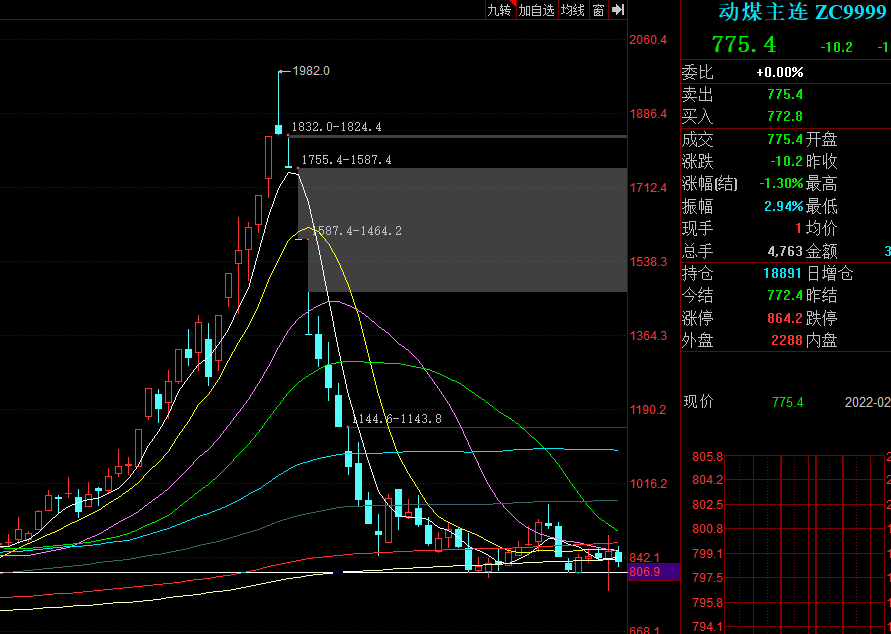 九转 加自选 均线 窗
动煤主连 ZC9999
775.4 -10.2 -1
委比 +0.00%
卖出 775.4
买入 772.8
成交 775.4 开盘
涨跌 -10.2 昨收
涨幅(结) -1.30% 最高
振幅 2.94% 最低
现手 1 均价
总手 4,763 金额 3
持仓 18891 日增仓
今结 772.4 昨结
涨停 864.2 跌停
外盘 2288 内盘
现价 775.4 2022-02
2060.4
1886.4
1712.4
1538.3
1364.3
1190.2
1016.2
842.1
806.9
668.1
1982.0
1832.0-1824.4
1755.4-1587.4
1587.4-1464.2
1144.6-1143.8
805.8
804.2
802.5
800.8
799.1
797.5
795.8
794.1